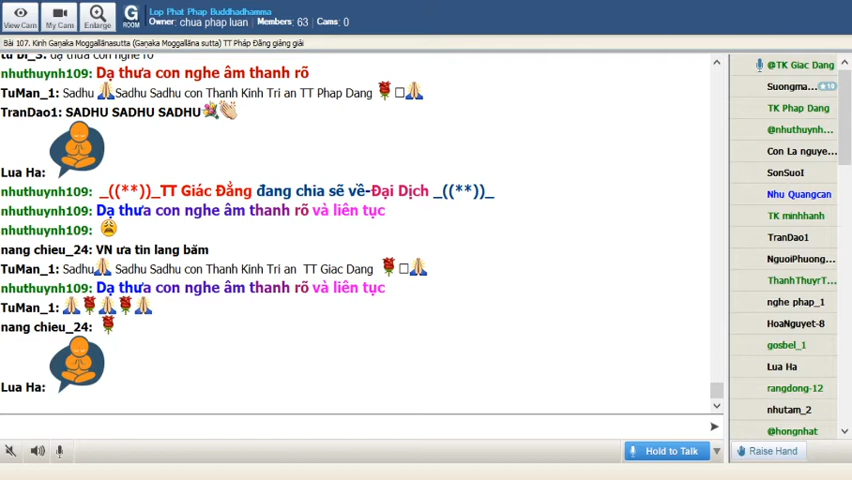 Lop Phat Phap Buddhadhamma
Owner: chua phap luan Members: 63 Cams: 0
View Cam
My Cam
Enlarge
G
ROOM
Bài 107. Kinh Gaṇaka Moggallānasutta (Gaṇaka Moggallāna sutta) TT Pháp Đăng giảng giải
nhuthuynh109: Dạ thưa con nghe âm thanh rõ
TuMan_1: Sadhu Sadhu Sadhu con Thanh Kinh Tri an TT Phap Dang
TranDao1: SADHU SADHU SADHU
Lua Ha:
nhuthuynh109: _((**))_TT Giác Đẳng đang chia sẽ về-Đại Dịch _((**))_
nhuthuynh109: Dạ thưa con nghe âm thanh rõ và liên tục
nhuthuynh109:
nang chieu_24: VN ưa tin lang băm
TuMan_1: Sadhu Sadhu Sadhu con Thanh Kinh Tri an TT Giac Dang
nhuthuynh109: Dạ thưa con nghe âm thanh rõ và liên tục
TuMan_1:
nang chieu_24:
Lua Ha:
@TK Giac Dang
Suongma... 10
TK Phap Dang
@nhuthuynh...
Con La nguye...
SonSuoI
Nhu Quangcan
TK minhhanh
TranDao1
NguoiPhuong...
ThanhThuyrT...
nghe phap_1
HoaNguyet-8
gosbel_1
Lua Ha
rangdong-12
nhutam_2
@hongnhat
Hold to Talk
Raise Hand